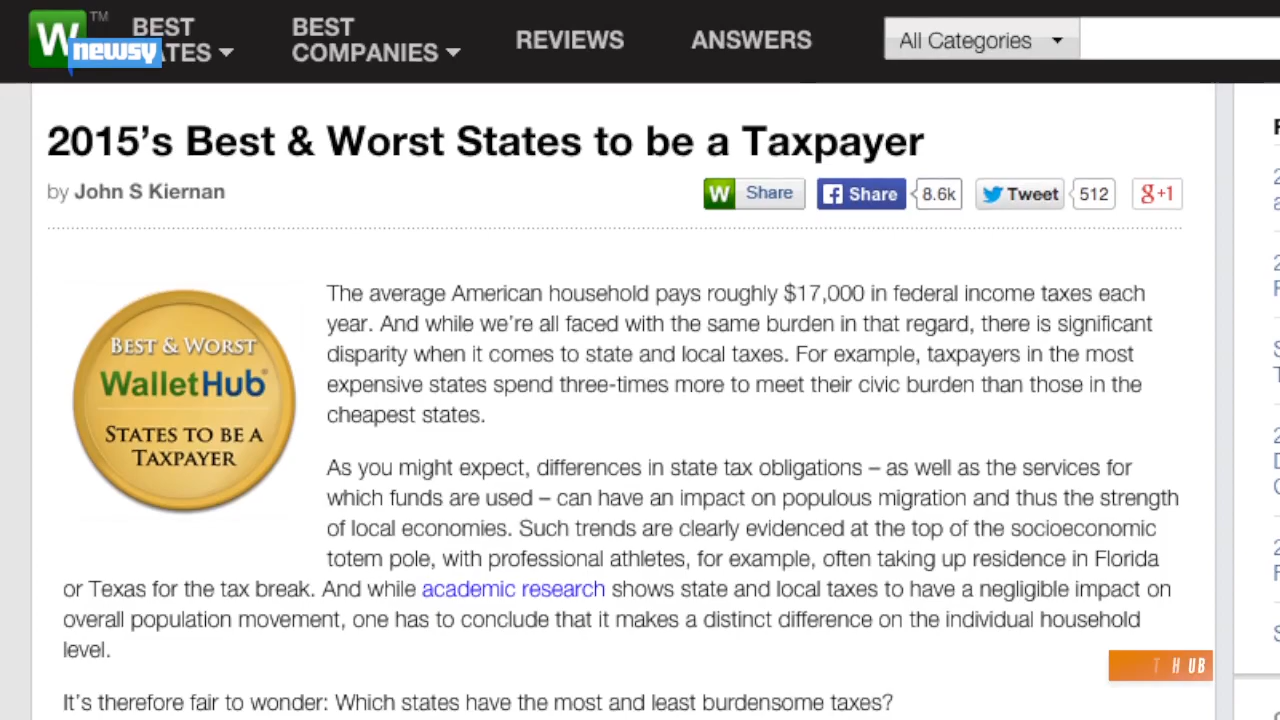 W
TM
newsy
BEST
BEST
COMPANIES
REVIEWS
ANSWERS
All Categories
2015’s Best & Worst States to be a Taxpayer
by John S Kiernan
W Share
Share 8.6k
Tweet 512
g+1
BEST & WORST
WalletHub®
STATES TO BE A
TAXPAYER
The average American household pays roughly $17,000 in federal income taxes each
year. And while we’re all faced with the same burden in that regard, there is significant
disparity when it comes to state and local taxes. For example, taxpayers in the most
expensive states spend three-times more to meet their civic burden than those in the
cheapest states.
As you might expect, differences in state tax obligations – as well as the services for
which funds are used – can have an impact on populous migration and thus the strength
of local economies. Such trends are clearly evidenced at the top of the socioeconomic
totem pole, with professional athletes, for example, often taking up residence in Florida
or Texas for the tax break. And while academic research shows state and local taxes to have a negligible impact on
overall population movement, one has to conclude that it makes a distinct difference on the individual household
level.
T HUB
It’s therefore fair to wonder: Which states have the most and least burdensome taxes?